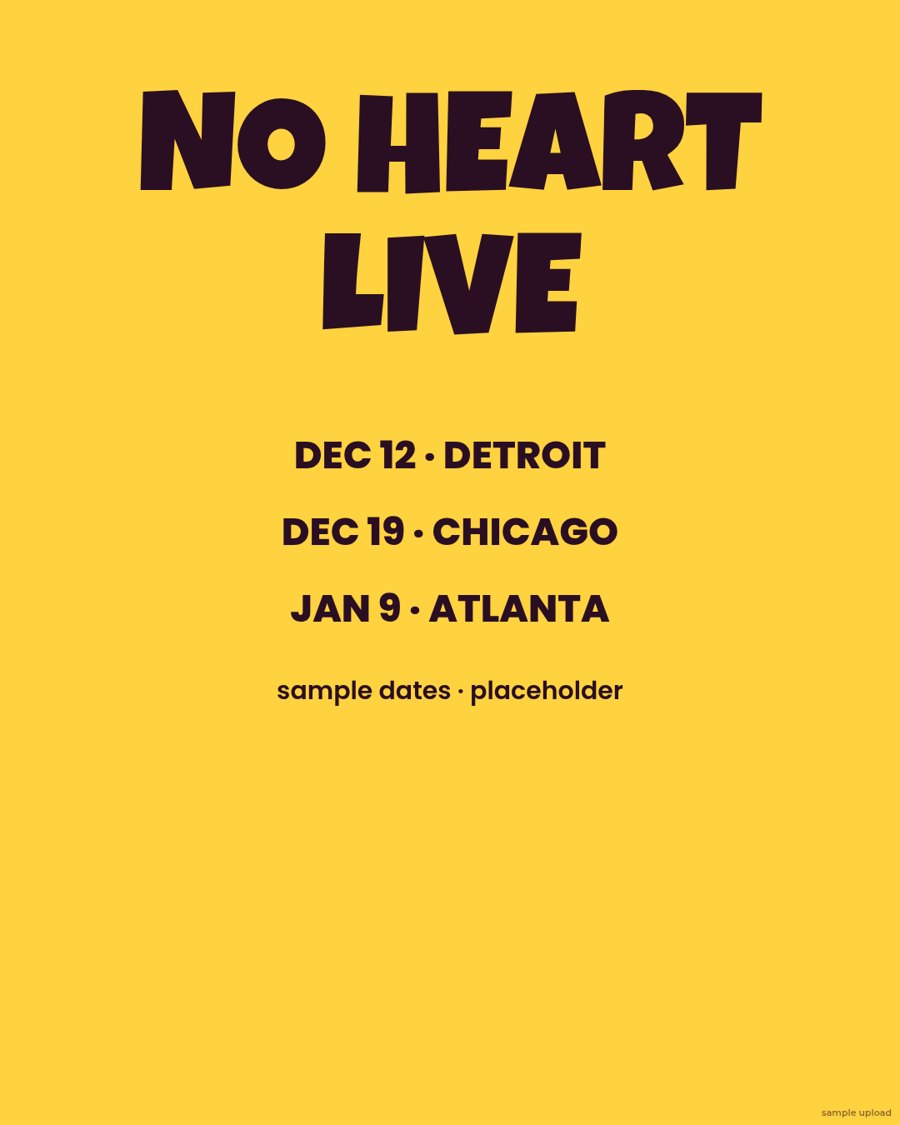 NO HEART
LIVE
DEC 12 · DETROIT
DEC 19 · CHICAGO
JAN 9 · ATLANTA
sample dates · placeholder
sample upload